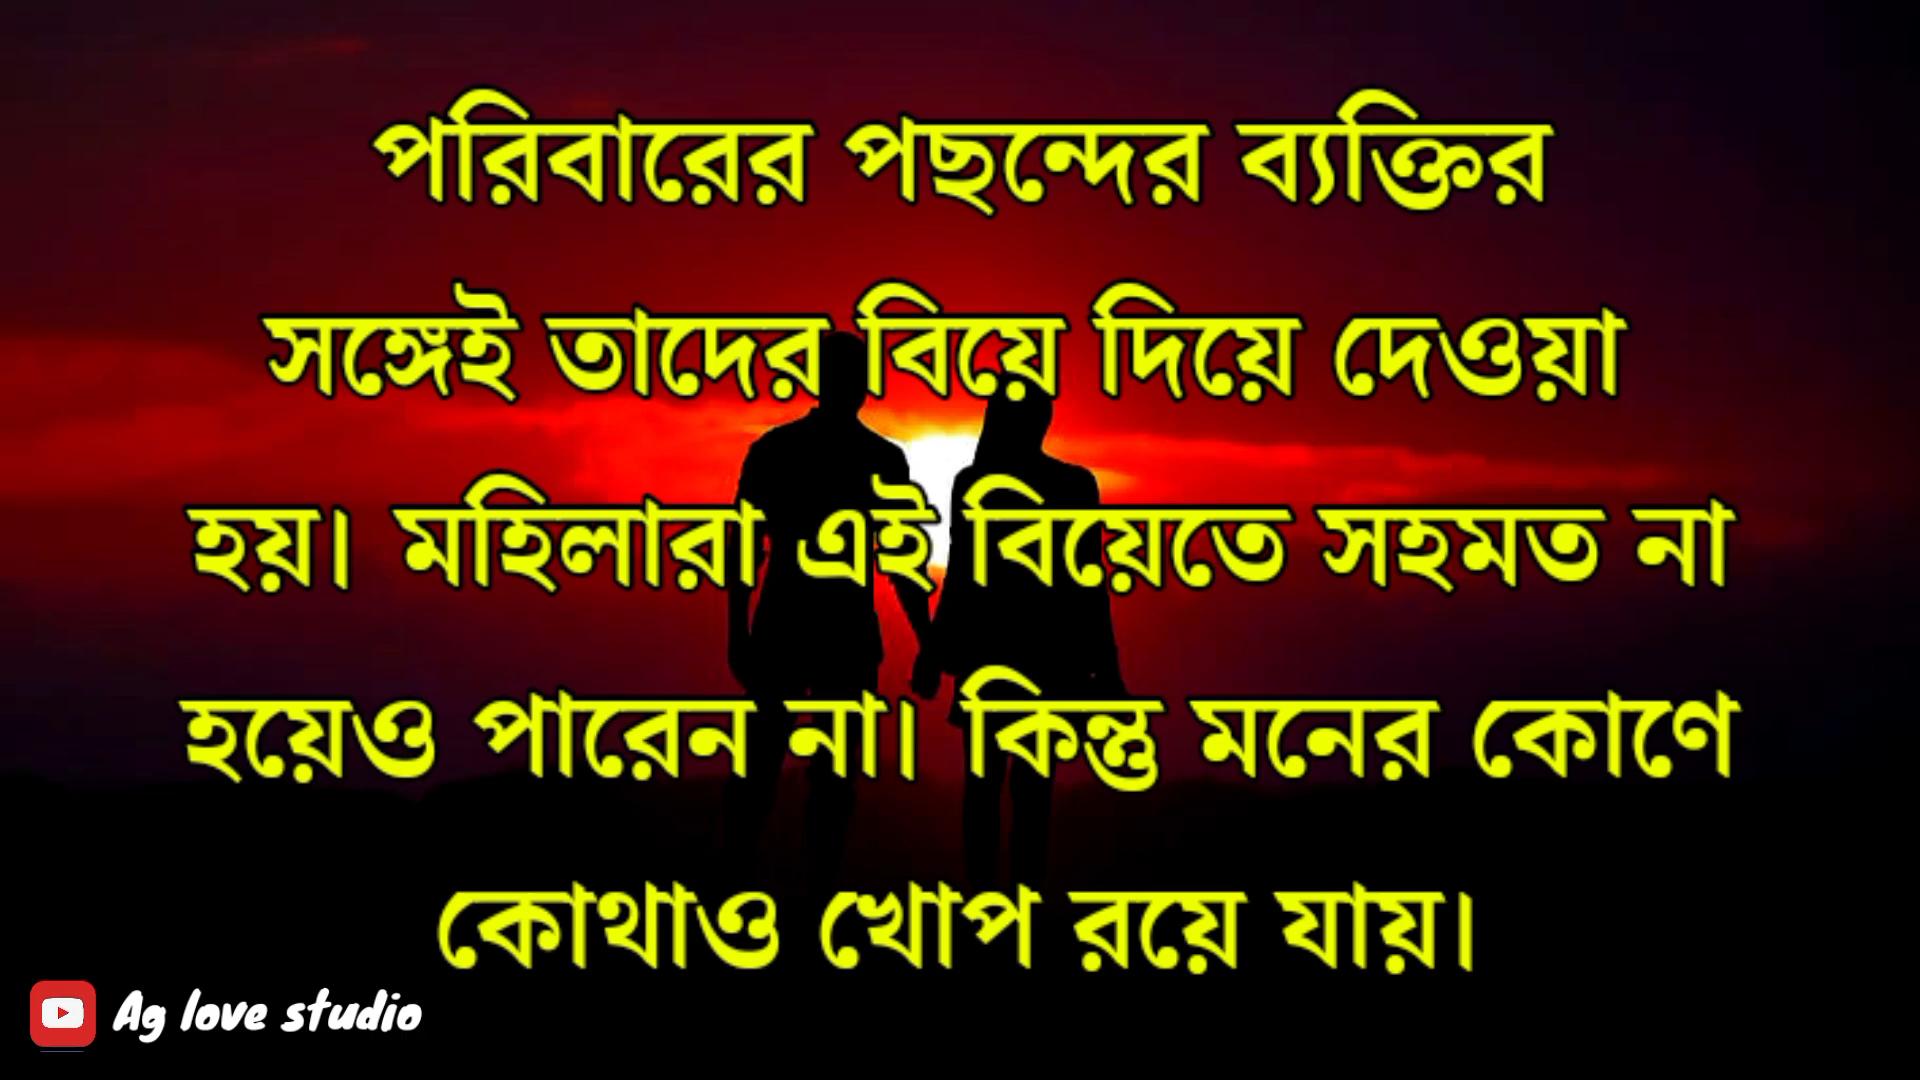 পরিবারের পছন্দের ব্যক্তির
সঙ্গেই তাদের বিয়ে দিয়ে দেওয়া
হয়। মহিলারা এই বিয়েতে সহমত না
হয়েও পারেন না। কিন্তু মনের কোণে
কোথাও খোপ রয়ে যায়।
Ag love studio